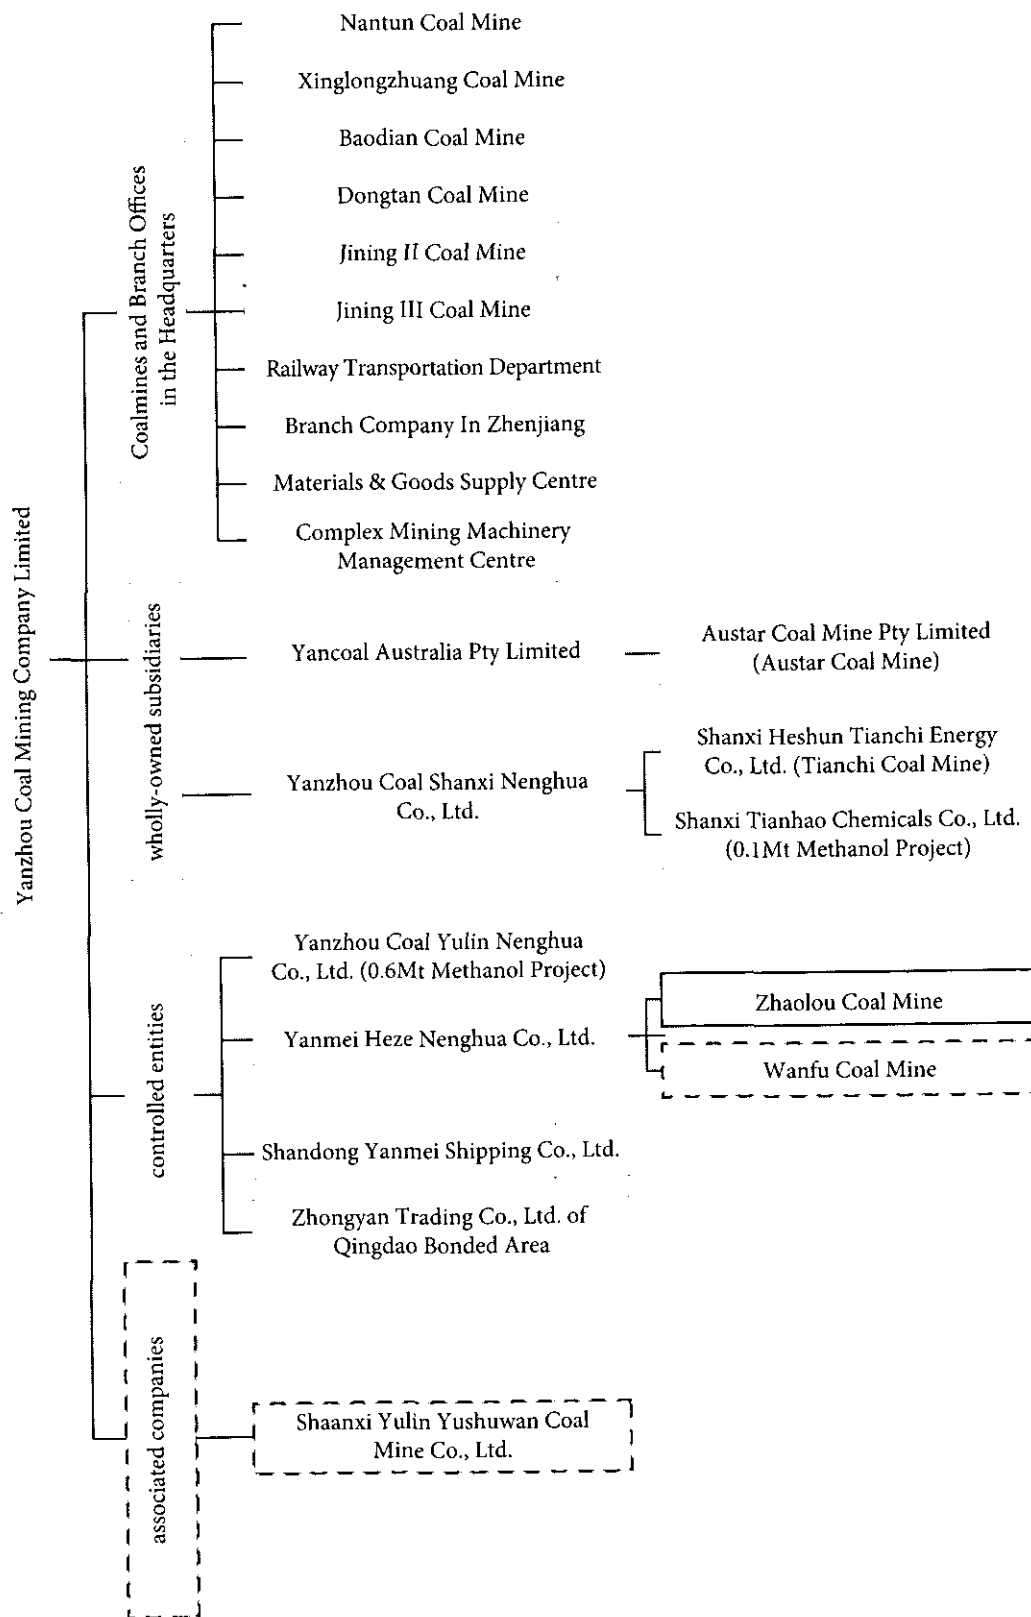 Yanzhou Coal Mining Company Limited
Coalmines and Branch Offices
in the Headquarters
Nantun Coal Mine
Xinglongzhuang Coal Mine
Baodian Coal Mine
Dongtan Coal Mine
Jining II Coal Mine
Jining III Coal Mine
Railway Transportation Department
Branch Company In Zhenjiang
Materials & Goods Supply Centre
Complex Mining Machinery
Management Centre
wholly-owned subsidiaries
Yancoal Australia Pty Limited
Austar Coal Mine Pty Limited
(Austar Coal Mine)
Yanzhou Coal Shanxi Nenghua
Co., Ltd.
Shanxi Heshun Tianchi Energy
Co., Ltd. (Tianchi Coal Mine)
Shanxi Tianhao Chemicals Co., Ltd.
(0.1Mt Methanol Project)
controlled entities
Yanzhou Coal Yulin Nenghua
Co., Ltd. (0.6Mt Methanol Project)
Yanmei Heze Nenghua Co., Ltd.
Zhaolou Coal Mine
Wanfu Coal Mine
Shandong Yanmei Shipping Co., Ltd.
Zhongyan Trading Co., Ltd. of
Qingdao Bonded Area
associated companies
Shaanxi Yulin Yushuwan Coal
Mine Co., Ltd.